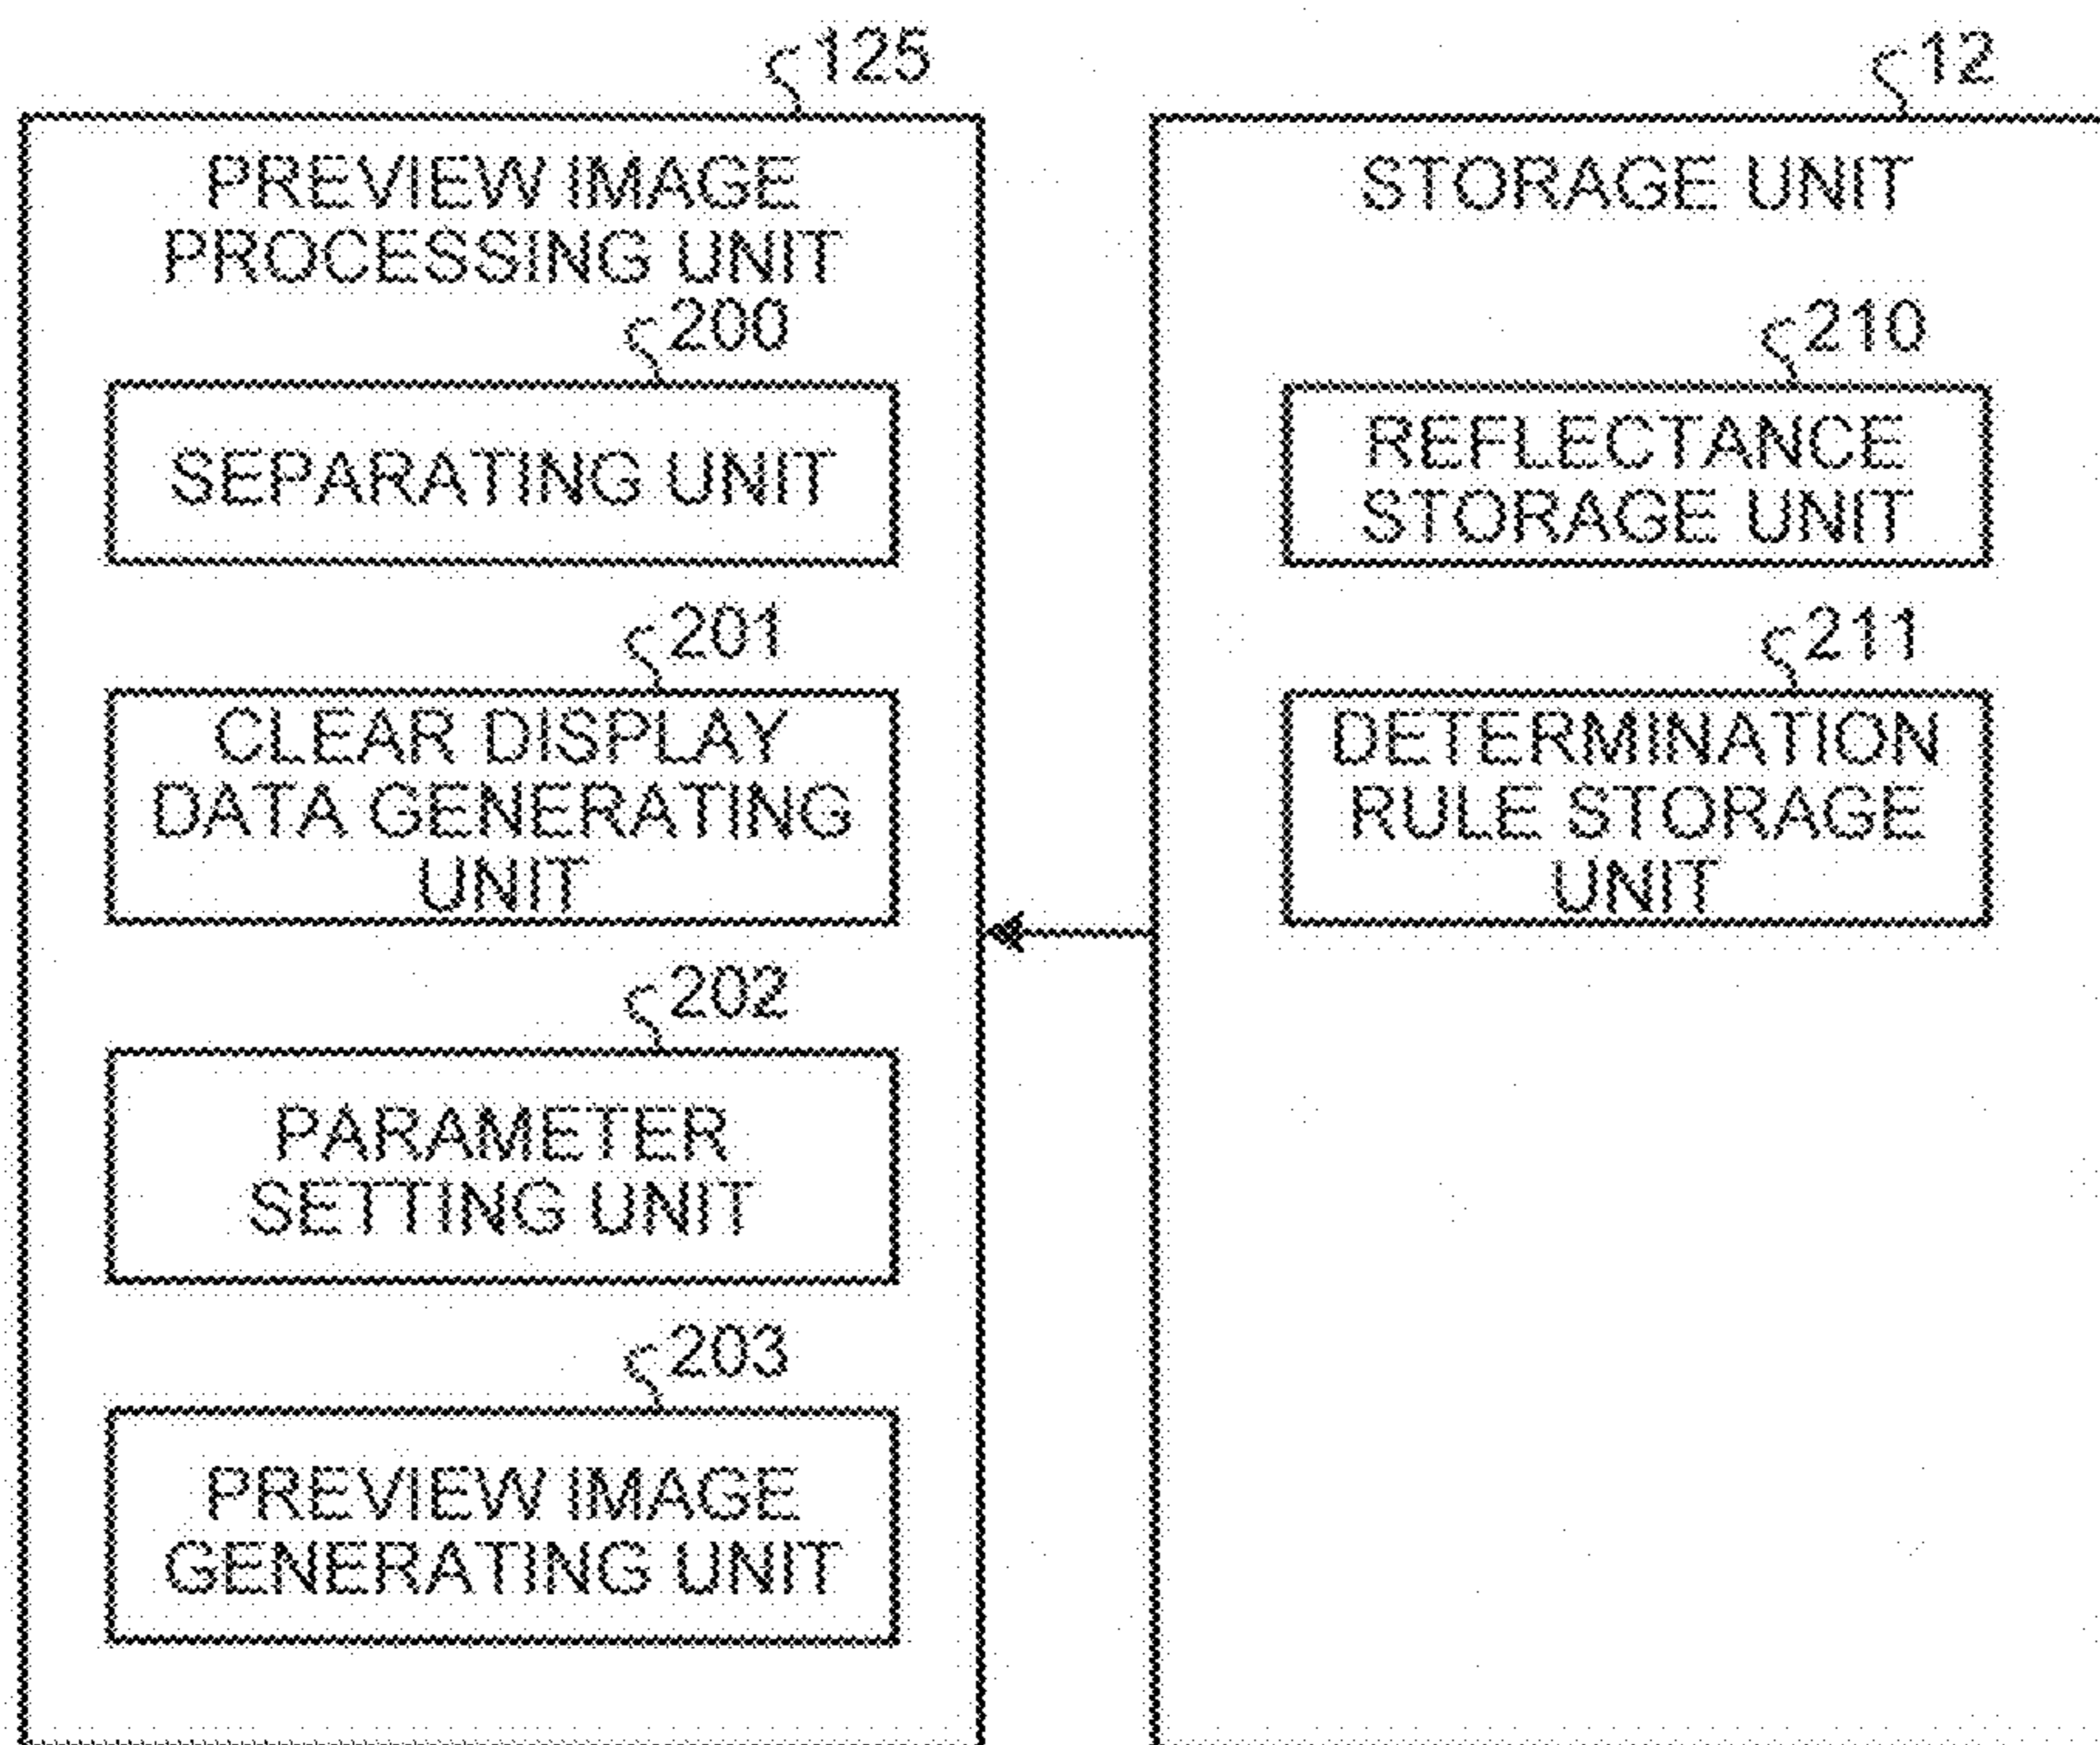 125
PREVIEW IMAGE
PROCESSING UNIT
200
SEPARATING UNIT
201
CLEAR DISPLAY
DATA GENERATING
UNIT
202
PARAMETER
SETTING UNIT
203
PREVIEW IMAGE
GENERATING UNIT
12
STORAGE UNIT
210
REFLECTANCE
STORAGE UNIT
211
DETERMINATION
RULE STORAGE
UNIT